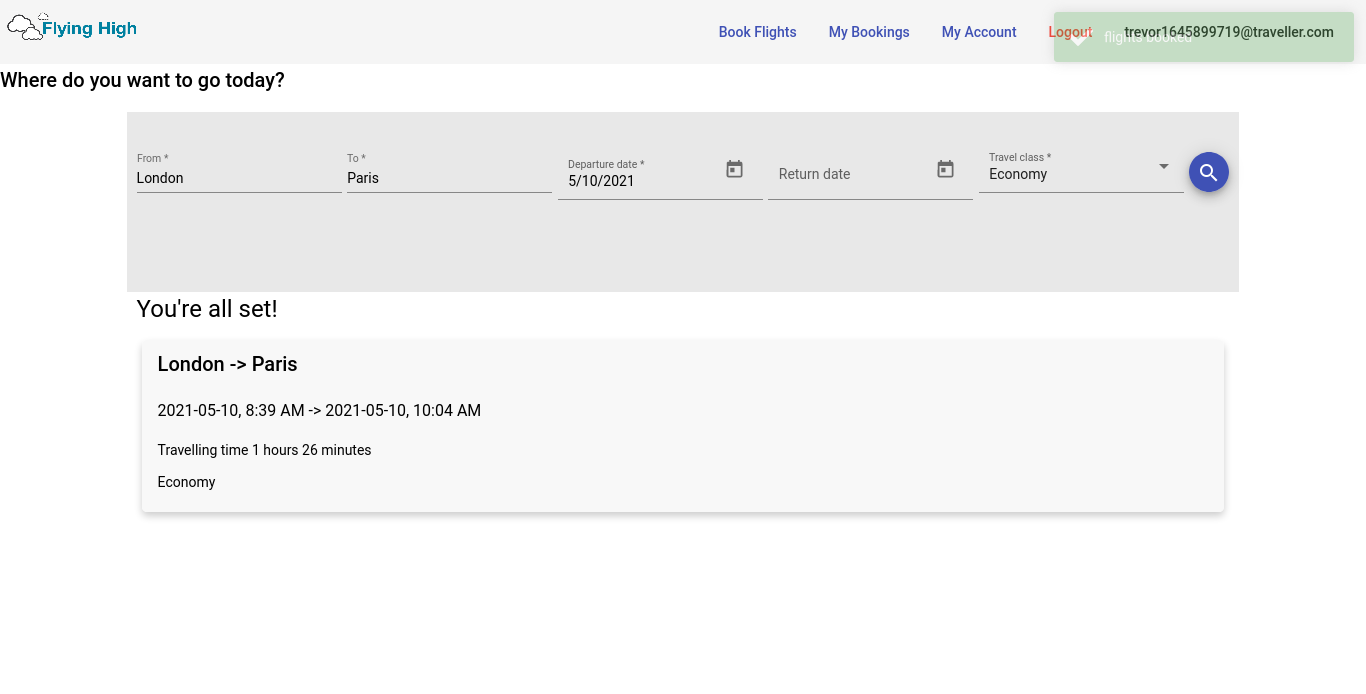 Flying High
Book Flights
My Bookings
My Account
Logout
flights booked
trevor1645899719@traveller.com
Where do you want to go today?
From *
London
To *
Paris
Departure date *
5/10/2021
Return date
Travel class *
Economy
You're all set!
London -> Paris
2021-05-10, 8:39 AM -> 2021-05-10, 10:04 AM
Travelling time 1 hours 26 minutes
Economy